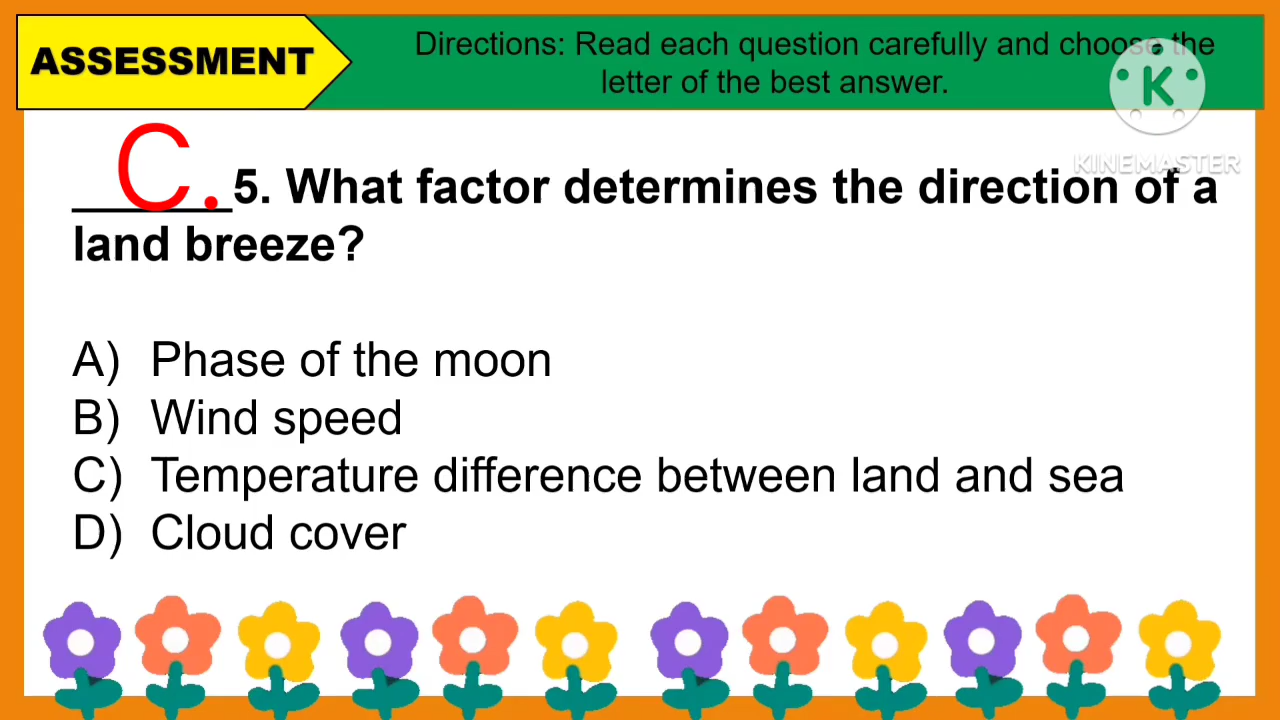 ASSESSMENT
Directions: Read each question carefully and choose the
letter of the best answer.
K
KINEMASTER
C.
______5. What factor determines the direction of a
land breeze?
A) Phase of the moon
B) Wind speed
C) Temperature difference between land and sea
D) Cloud cover